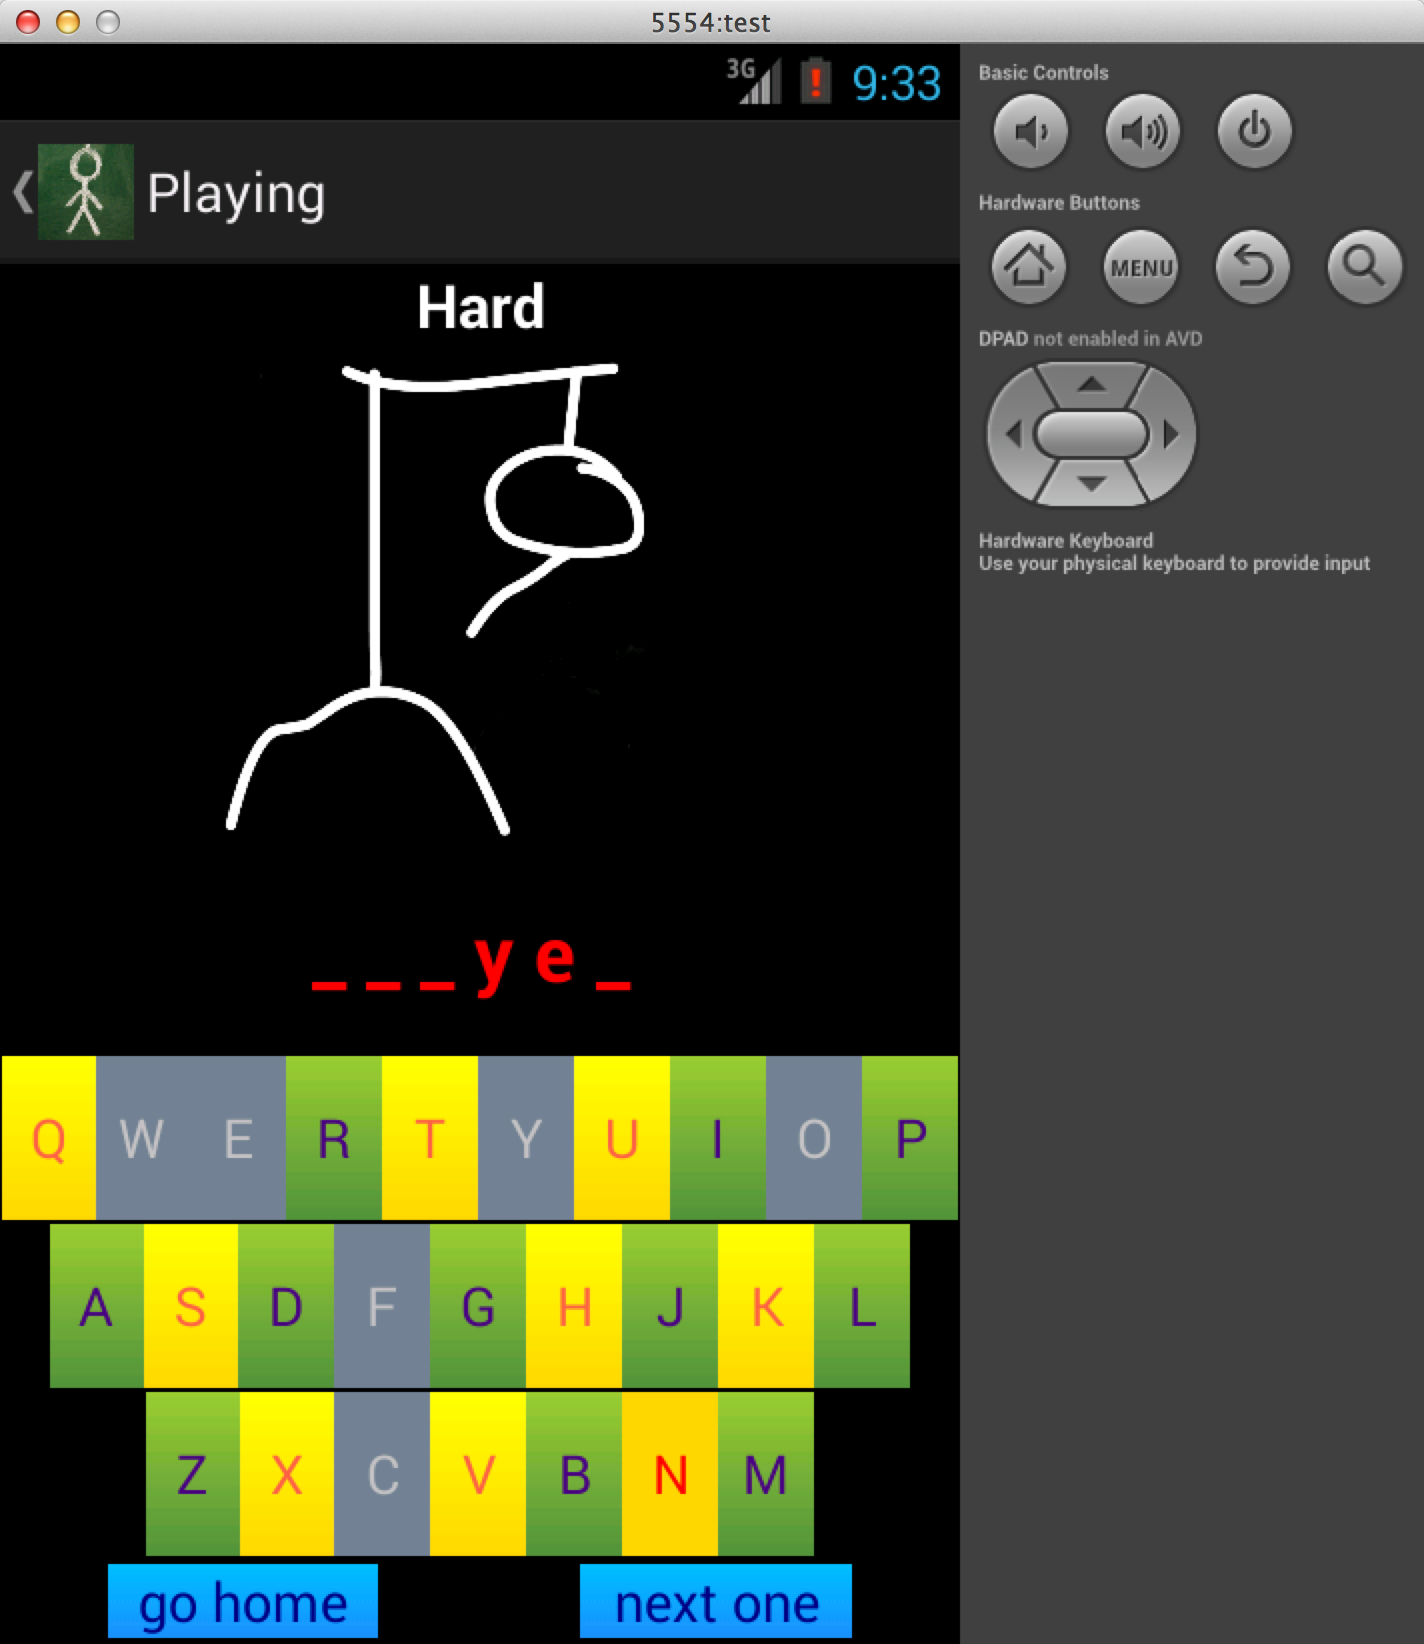 5554:test
3G 9:33
Playing
Hard
_ _ _ y e _
Q W E R T Y U I O P
A S D F G H J K L
Z X C V B N M
go home next one
Basic Controls
Hardware Buttons
MENU
DPAD not enabled in AVD
Hardware Keyboard
Use your physical keyboard to provide input